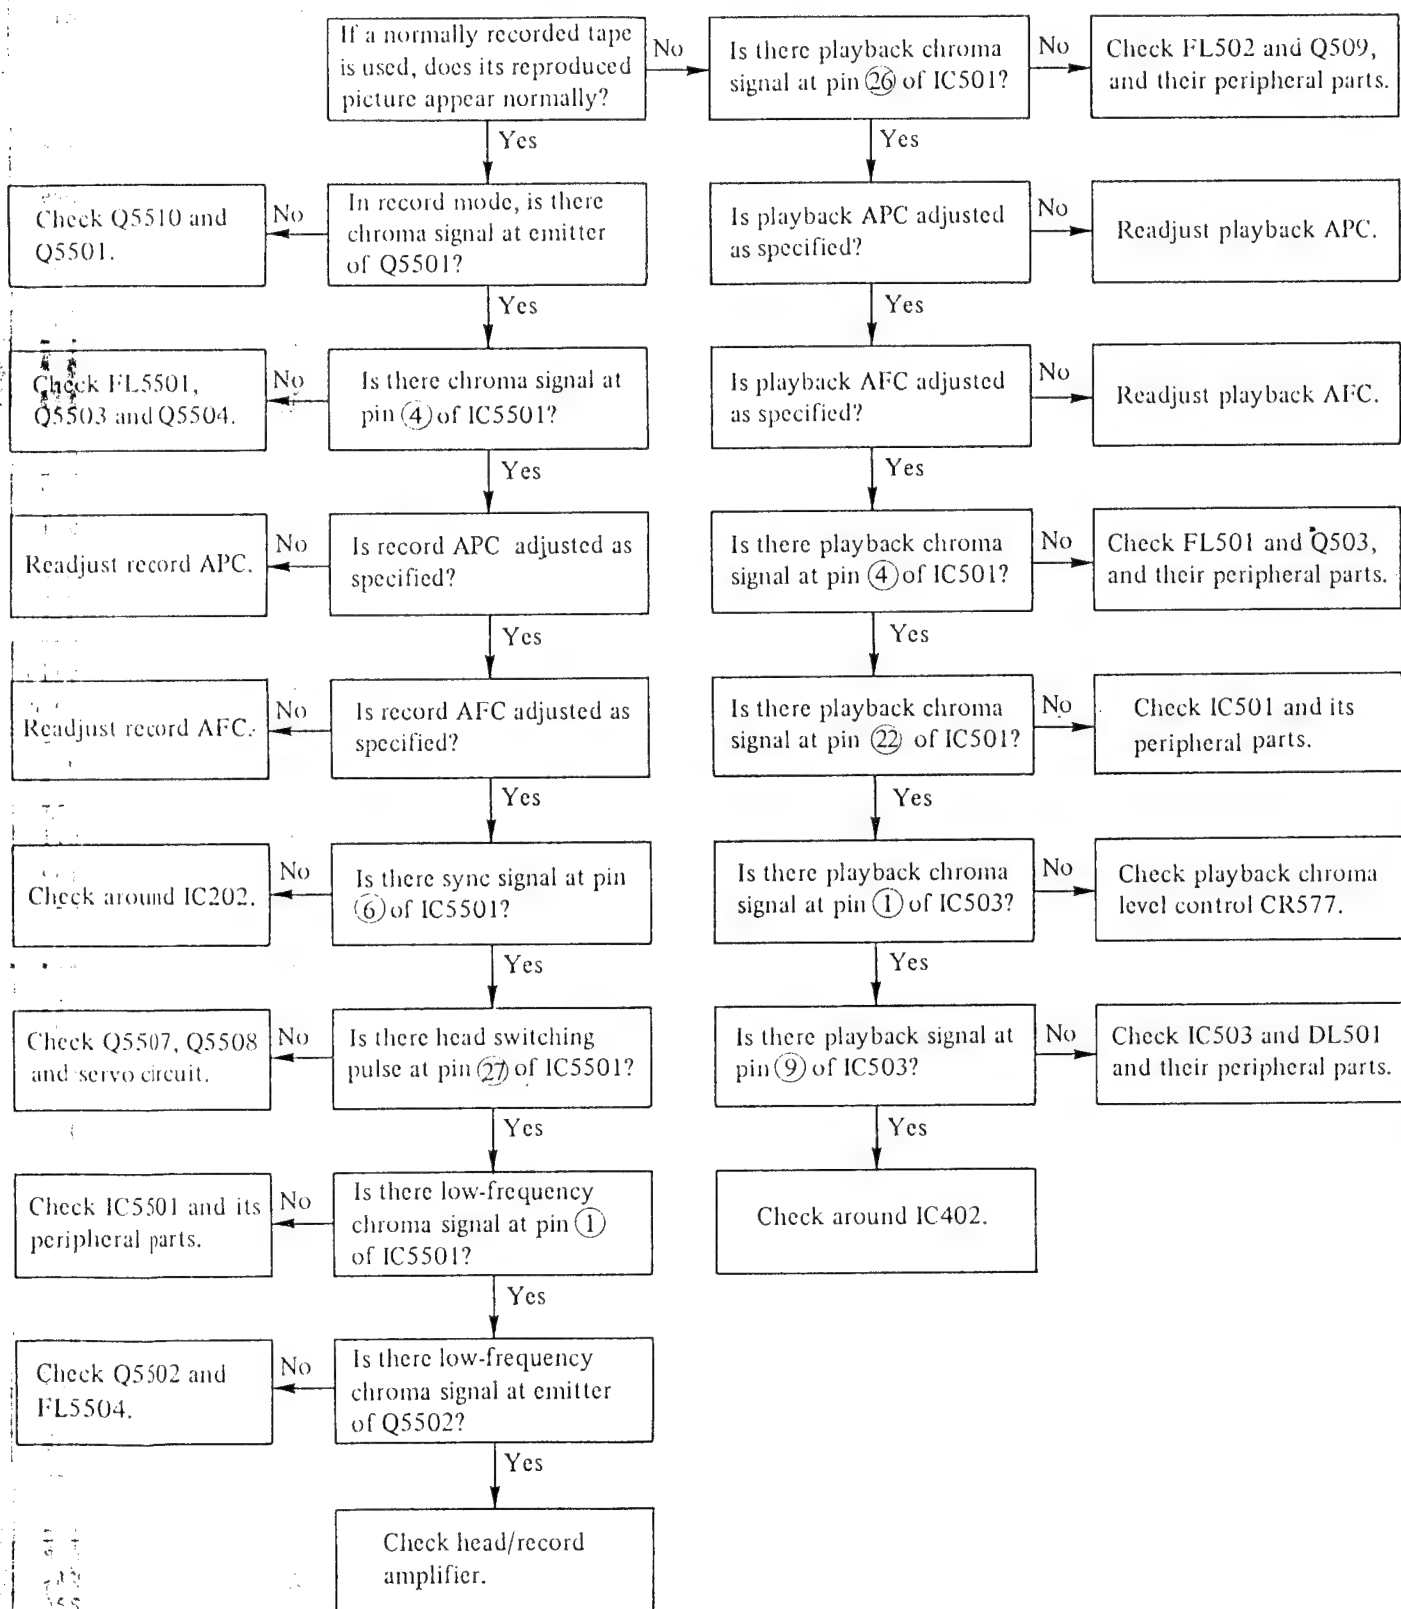 If a normally recorded tape
is used, does its reproduced
picture appear normally?
No
Is there playback chroma
signal at pin 26 of IC501?
No
Check FL502 and Q509,
and their peripheral parts.
Yes
Yes
Check Q5510 and
Q5501.
No
In record mode, is there
chroma signal at emitter
of Q5501?
Is playback APC adjusted
as specified?
No
Readjust playback APC.
Yes
Yes
Check FL5501,
Q5503 and Q5504.
No
Is there chroma signal at
pin 4 of IC5501?
Is playback AFC adjusted
as specified?
No
Readjust playback AFC.
Yes
Yes
Readjust record APC.
No
Is record APC adjusted as
specified?
Is there playback chroma
signal at pin 4 of IC501?
No
Check FL501 and Q503,
and their peripheral parts.
Yes
Yes
Readjust record AFC.
No
Is record AFC adjusted as
specified?
Is there playback chroma
signal at pin 22 of IC501?
No
Check IC501 and its
peripheral parts.
Yes
Yes
Check around IC202.
No
Is there sync signal at pin
6 of IC5501?
Is there playback chroma
signal at pin 1 of IC503?
No
Check playback chroma
level control CR577.
Yes
Yes
Check Q5507, Q5508
and servo circuit.
No
Is there head switching
pulse at pin 27 of IC5501?
Is there playback signal at
pin 9 of IC503?
No
Check IC503 and DL501
and their peripheral parts.
Yes
Yes
Check IC5501 and its
peripheral parts.
No
Is there low-frequency
chroma signal at pin 1
of IC5501?
Check around IC402.
Yes
Check Q5502 and
FL5504.
No
Is there low-frequency
chroma signal at emitter
of Q5502?
Yes
Check head/record
amplifier.